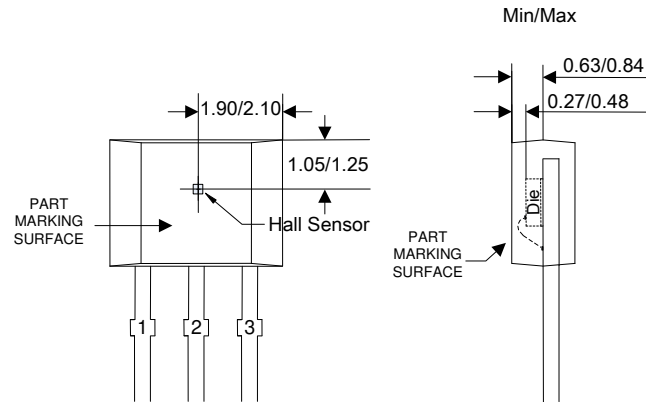 Min/Max
0.63/0.84
0.27/0.48
1.90/2.10
1.05/1.25
PART
MARKING
SURFACE
Hall Sensor
Die
PART
MARKING
SURFACE
1
2
3